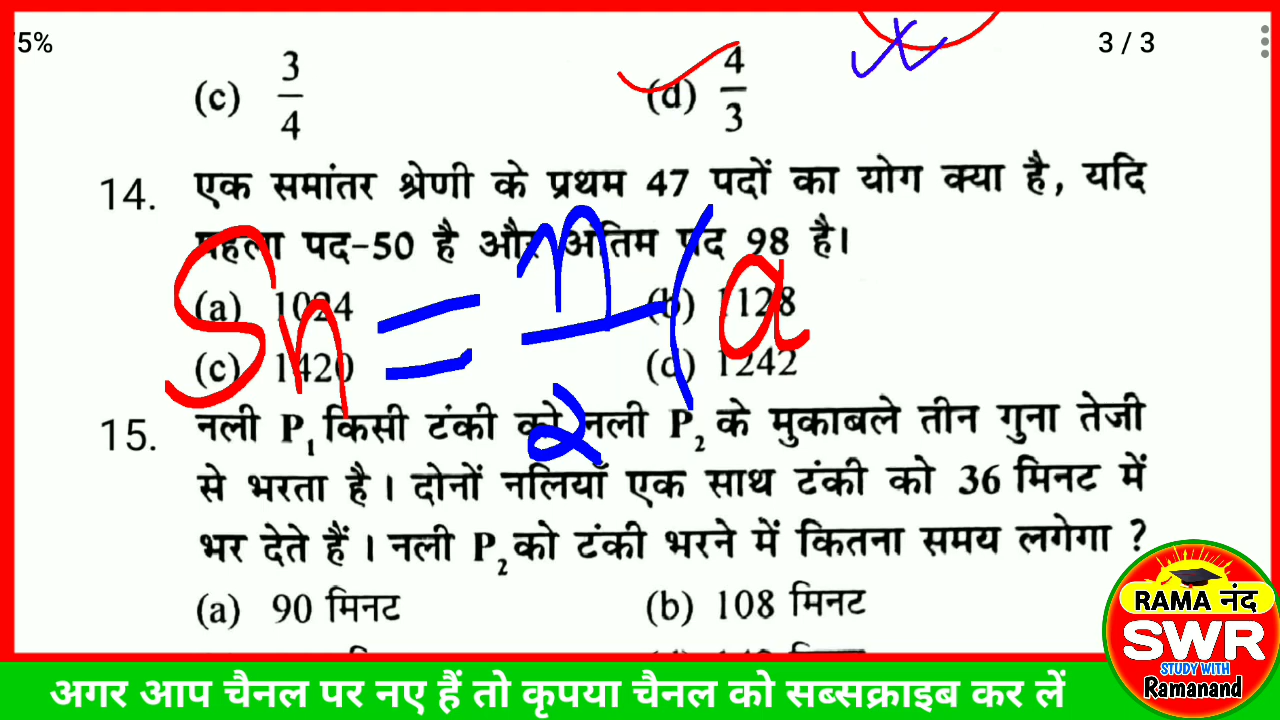 75%
3 / 3
(c) 3/4 (d) 4/3
14. एक समांतर श्रेणी के प्रथम 47 पदों का योग क्या है, यदि
पहला पद-50 है और अंतिम पद 98 है।
(a) 1024 (b) 1128
(c) 1420 (d) 1242
Sn = n/2 (a
15. नली P₁ किसी टंकी को नली P₂ के मुकाबले तीन गुना तेजी
से भरता है। दोनों नलियाँ एक साथ टंकी को 36 मिनट में
भर देते हैं। नली P₂ को टंकी भरने में कितना समय लगेगा ?
(a) 90 मिनट (b) 108 मिनट
RAMA नंद
SWR
STUDY WITH
Ramanand
अगर आप चैनल पर नए हैं तो कृपया चैनल को सब्सक्राइब कर लें